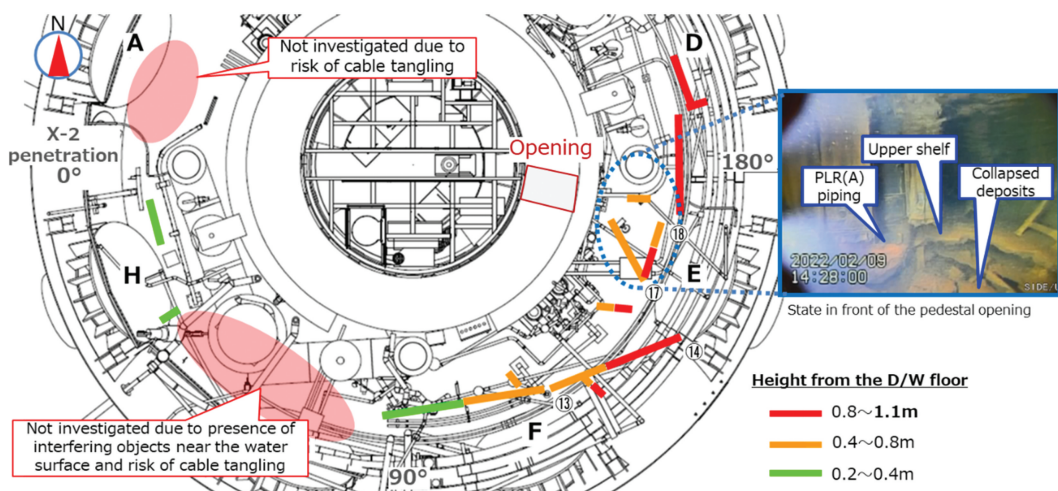 N
A
Not investigated due to
risk of cable tangling
D
X-2
penetration
0°
Opening
180°
Upper shelf
PLR(A)
piping
Collapsed
deposits
2022/02/09
14:28:00
State in front of the pedestal opening
H
E
⑱
⑰
⑭
⑬
F
90°
Not investigated due to presence of
interfering objects near the water
surface and risk of cable tangling
Height from the D/W floor
0.8～1.1m
0.4～0.8m
0.2～0.4m